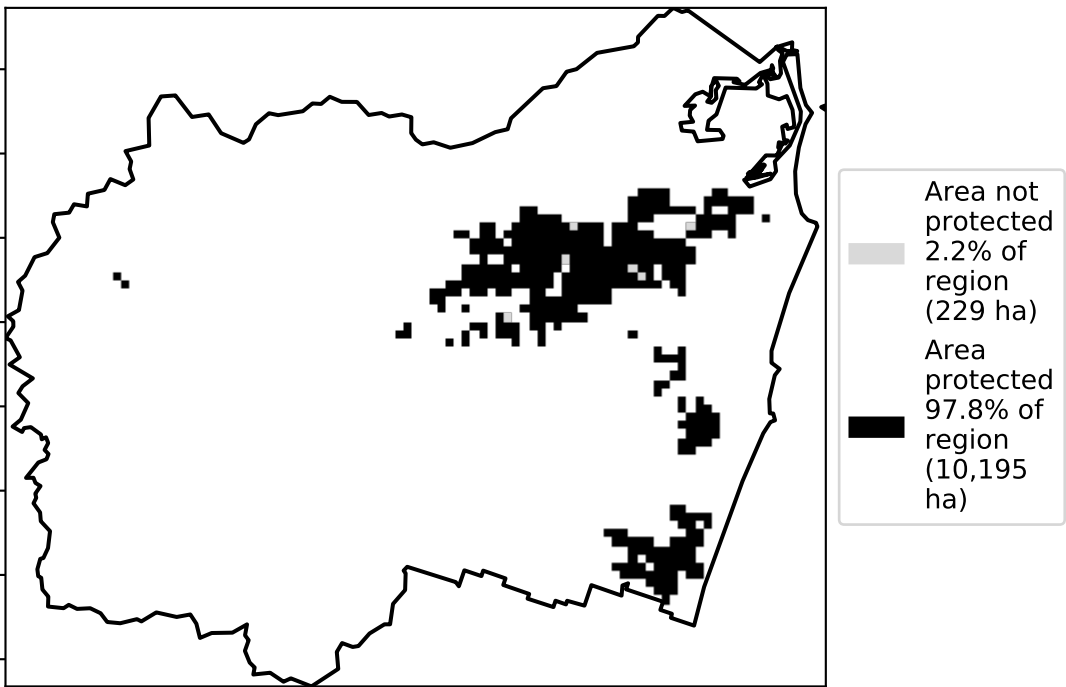 Area not
protected
2.2% of
region
(229 ha)
Area
protected
97.8% of
region
(10,195
ha)